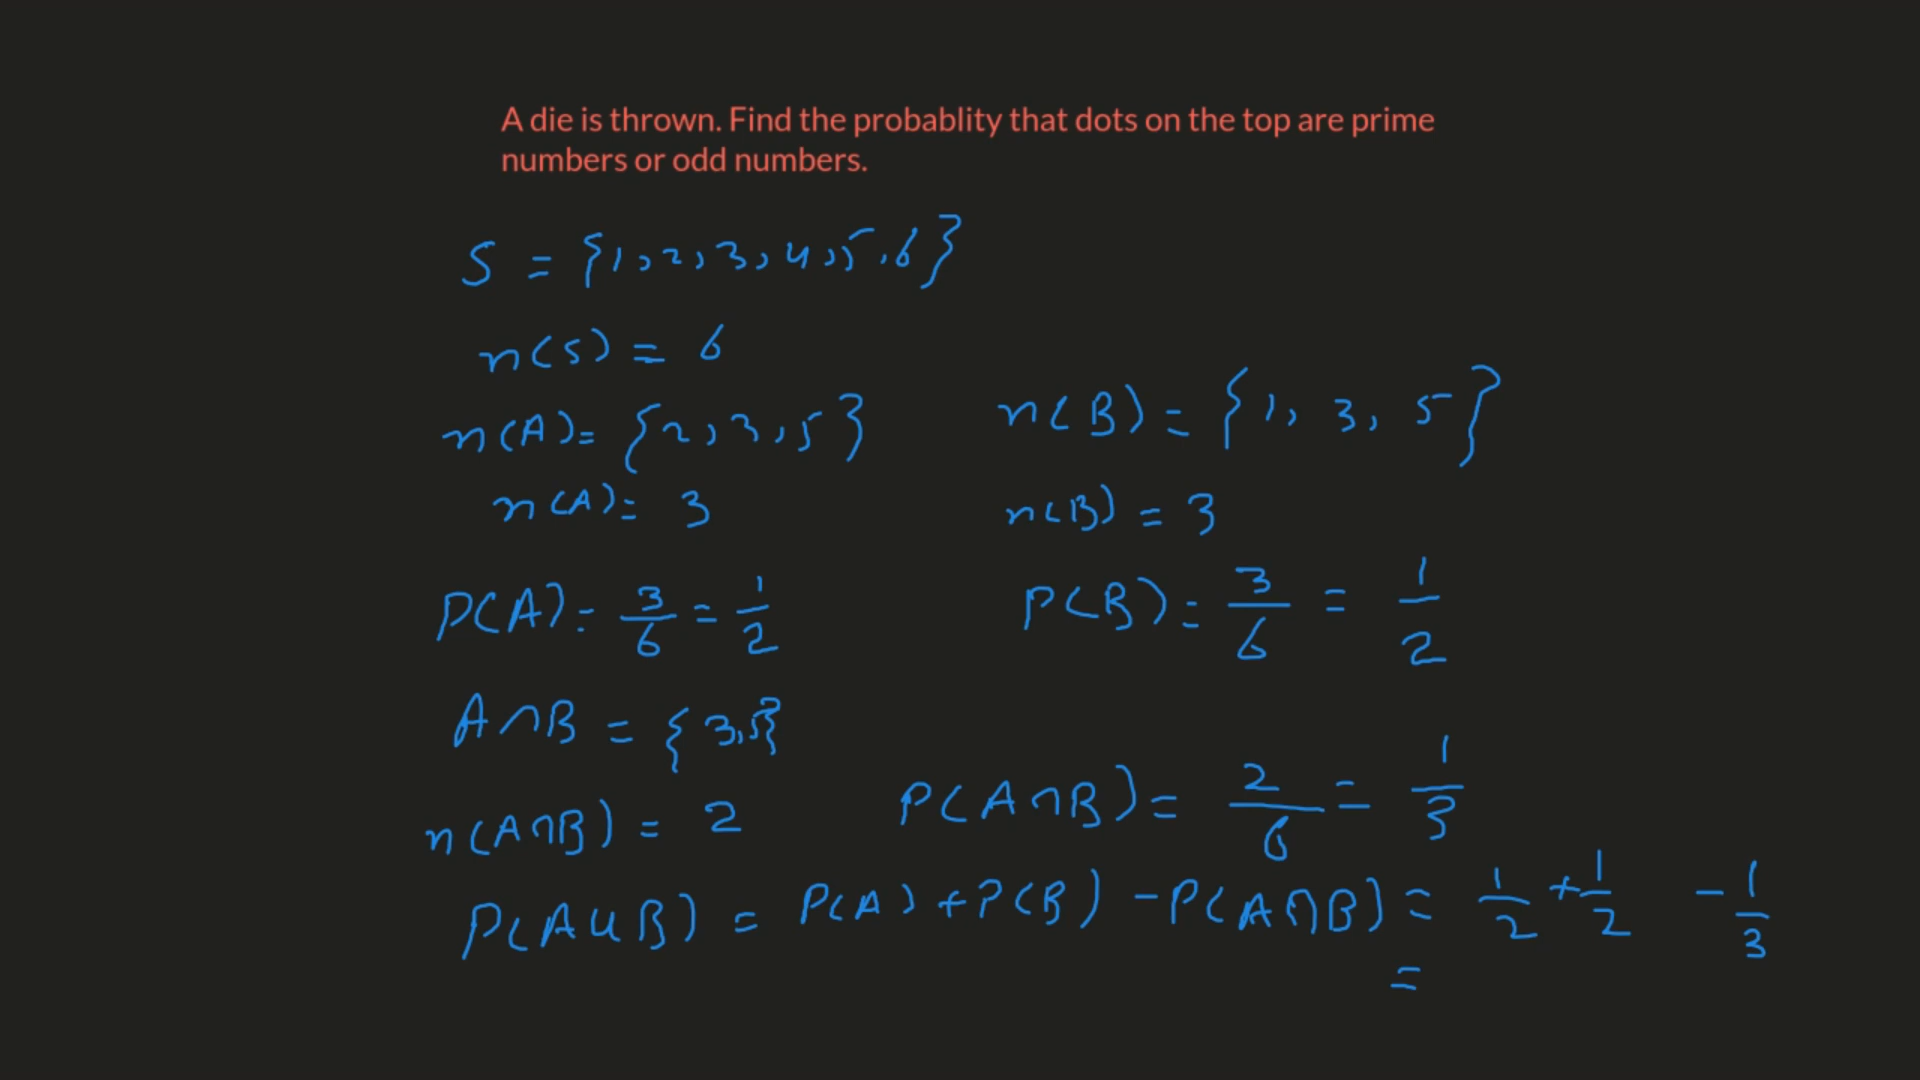 A die is thrown. Find the probablity that dots on the top are prime
numbers or odd numbers.
S = {1,2,3,4,5,6}
n(S) = 6
n(A)= {2,3,5}
n(B)= {1, 3, 5}
n(A)= 3
n(B) = 3
P(A)= 3/6 = 1/2
P(B)= 3/6 = 1/2
A∩B = {3,5}
n(A∩B) = 2
P(A∩B)= 2/6 = 1/3
P(A∪B) = P(A) + P(B) - P(A∩B) = 1/2 + 1/2 - 1/3
=